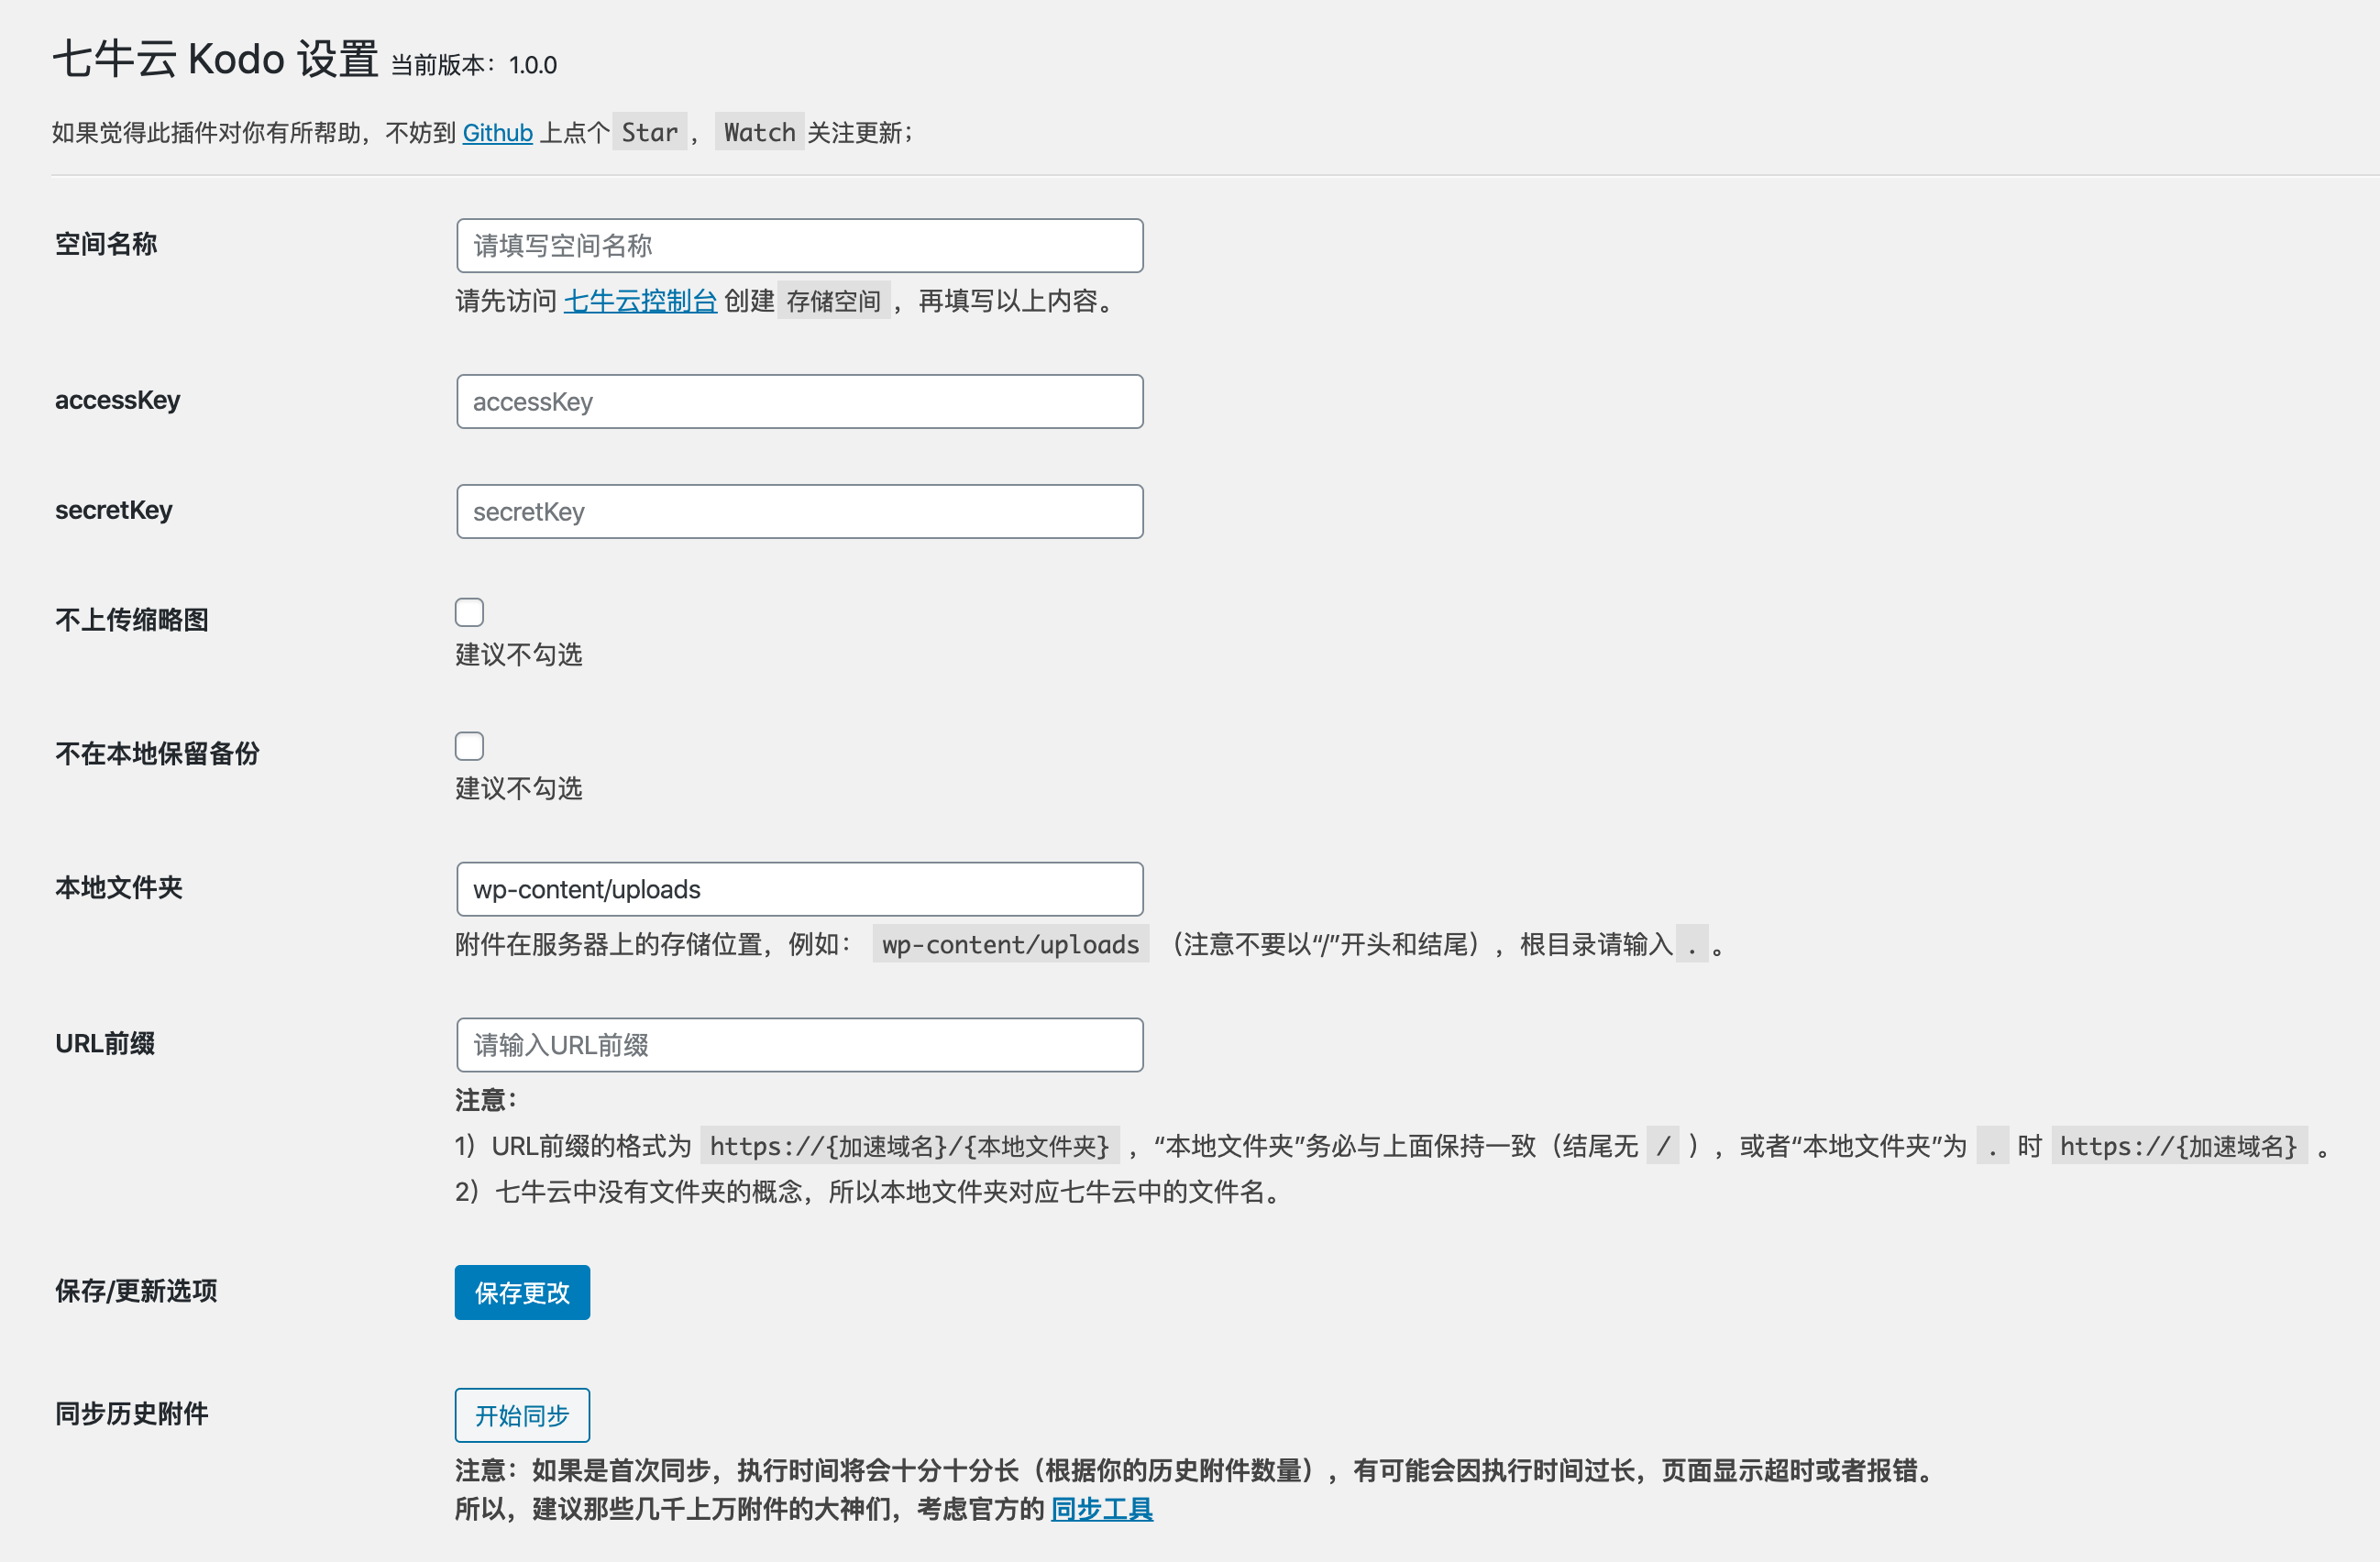 七牛云 Kodo 设置 当前版本：1.0.0
如果觉得此插件对你有所帮助，不妨到 Github 上点个 Star ， Watch 关注更新；
空间名称
请填写空间名称
请先访问 七牛云控制台 创建 存储空间 ，再填写以上内容。
accessKey
accessKey
secretKey
secretKey
不上传缩略图
建议不勾选
不在本地保留备份
建议不勾选
本地文件夹
wp-content/uploads
附件在服务器上的存储位置，例如： wp-content/uploads （注意不要以“/”开头和结尾），根目录请输入 . 。
URL前缀
请输入URL前缀
注意：
1）URL前缀的格式为 https://{加速域名}/{本地文件夹} ，“本地文件夹”务必与上面保持一致（结尾无 / ），或者“本地文件夹”为 . 时 https://{加速域名} 。
2）七牛云中没有文件夹的概念，所以本地文件夹对应七牛云中的文件名。
保存/更新选项
保存更改
同步历史附件
开始同步
注意：如果是首次同步，执行时间将会十分十分长（根据你的历史附件数量），有可能会因执行时间过长，页面显示超时或者报错。
所以，建议那些几千上万附件的大神们，考虑官方的 同步工具